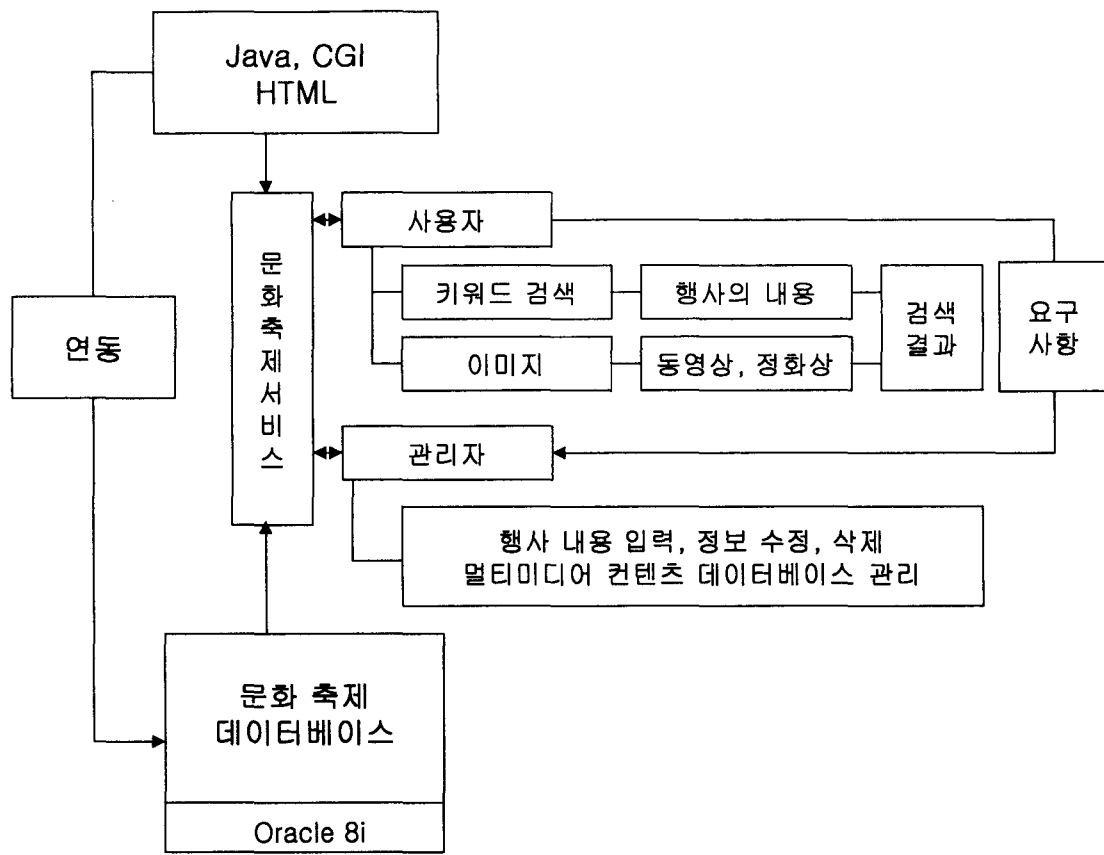 Java, CGI
HTML
문화축제서비스
사용자
키워드 검색
행사의 내용
검색
결과
요구
사항
연동
이미지
동영상, 정화상
관리자
행사 내용 입력, 정보 수정, 삭제
멀티미디어 컨텐츠 데이터베이스 관리
문화 축제
데이터베이스
Oracle 8i